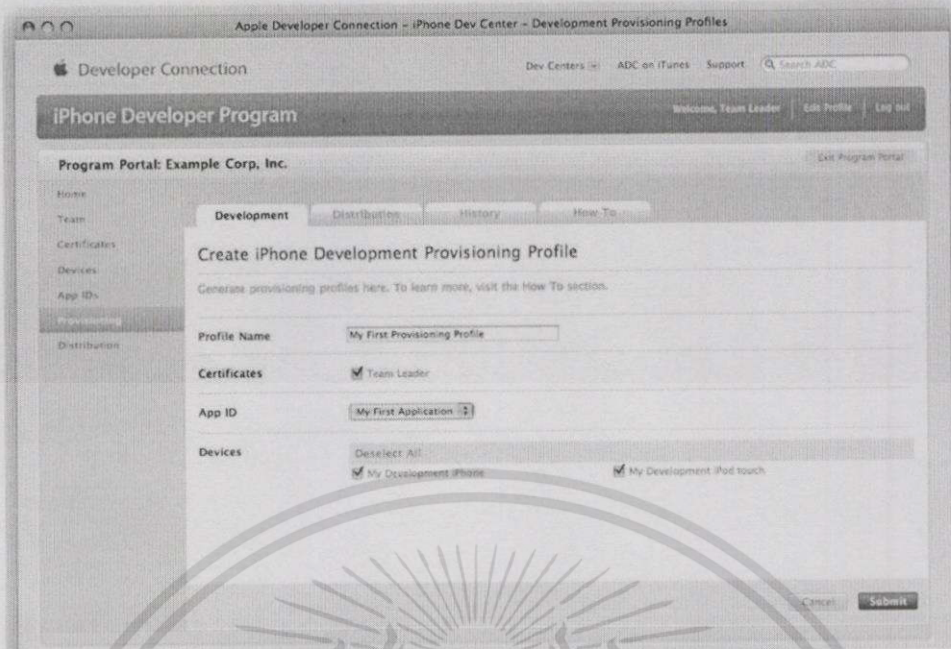 Apple Developer Connection – iPhone Dev Center – Development Provisioning Profiles
Developer Connection
Dev Centers
ADC on iTunes
Support
Search ADC
iPhone Developer Program
Welcome, Team Leader
Edit Profile
Log out
Program Portal: Example Corp, Inc.
Exit Program Portal
Home
Team
Certificates
Devices
App IDs
Provisioning
Distribution
Development
Distribution
History
How To
Create iPhone Development Provisioning Profile
Generate provisioning profiles here. To learn more, visit the How To section.
Profile Name
My First Provisioning Profile
Certificates
Team Leader
App ID
My First Application
Devices
Deselect All
My Development iPhone
My Development iPod touch
Cancel
Submit